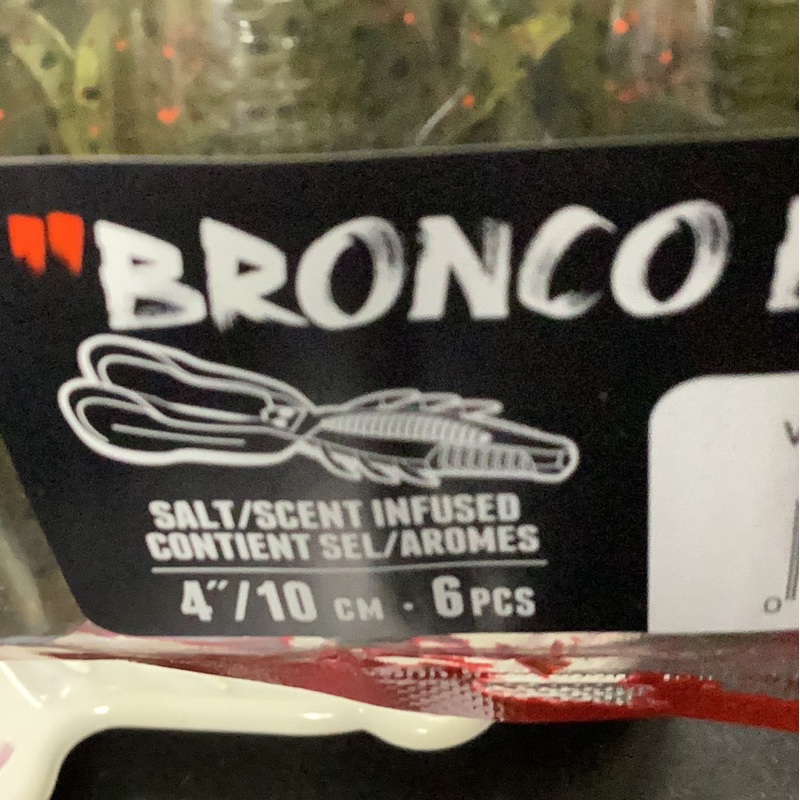 "BRONCO
SALT/SCENT INFUSED
CONTIENT SEL/AROMES
4"/10 CM - 6 PCS